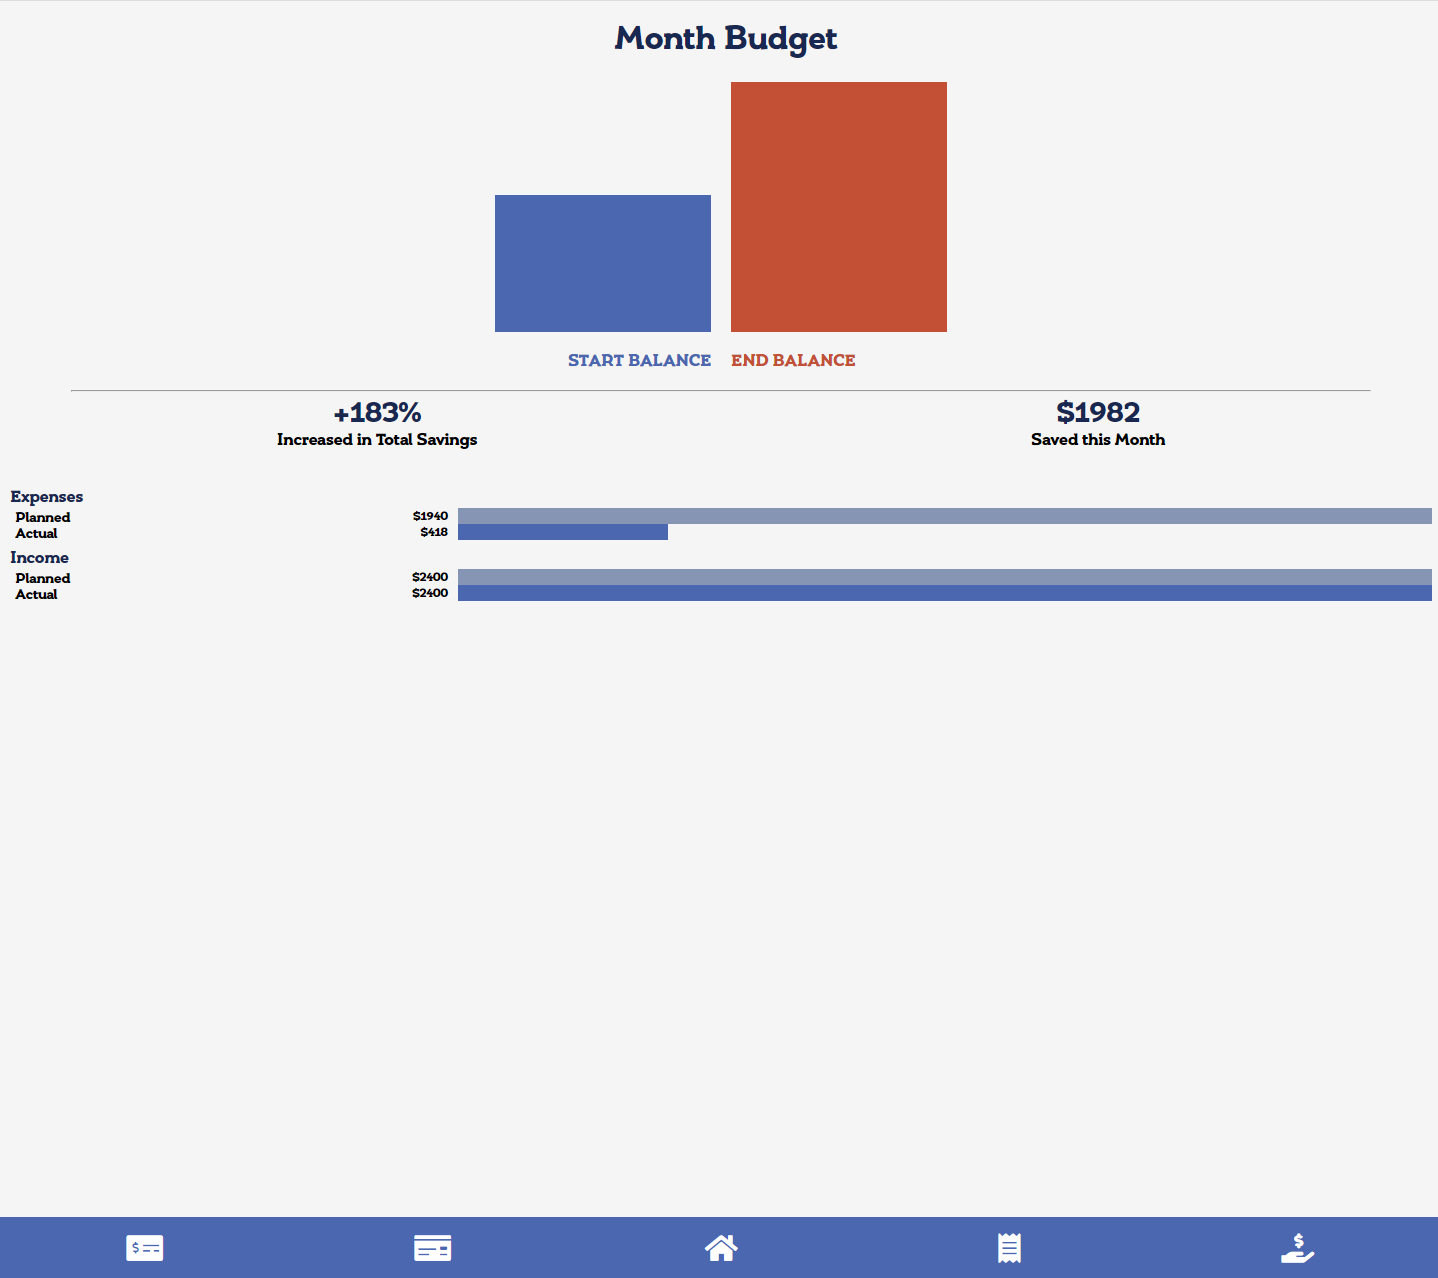 Month Budget
START BALANCE END BALANCE
+183% $1982
Increased in Total Savings Saved this Month
Expenses
Planned $1940
Actual $418
Income
Planned $2400
Actual $2400
$
$